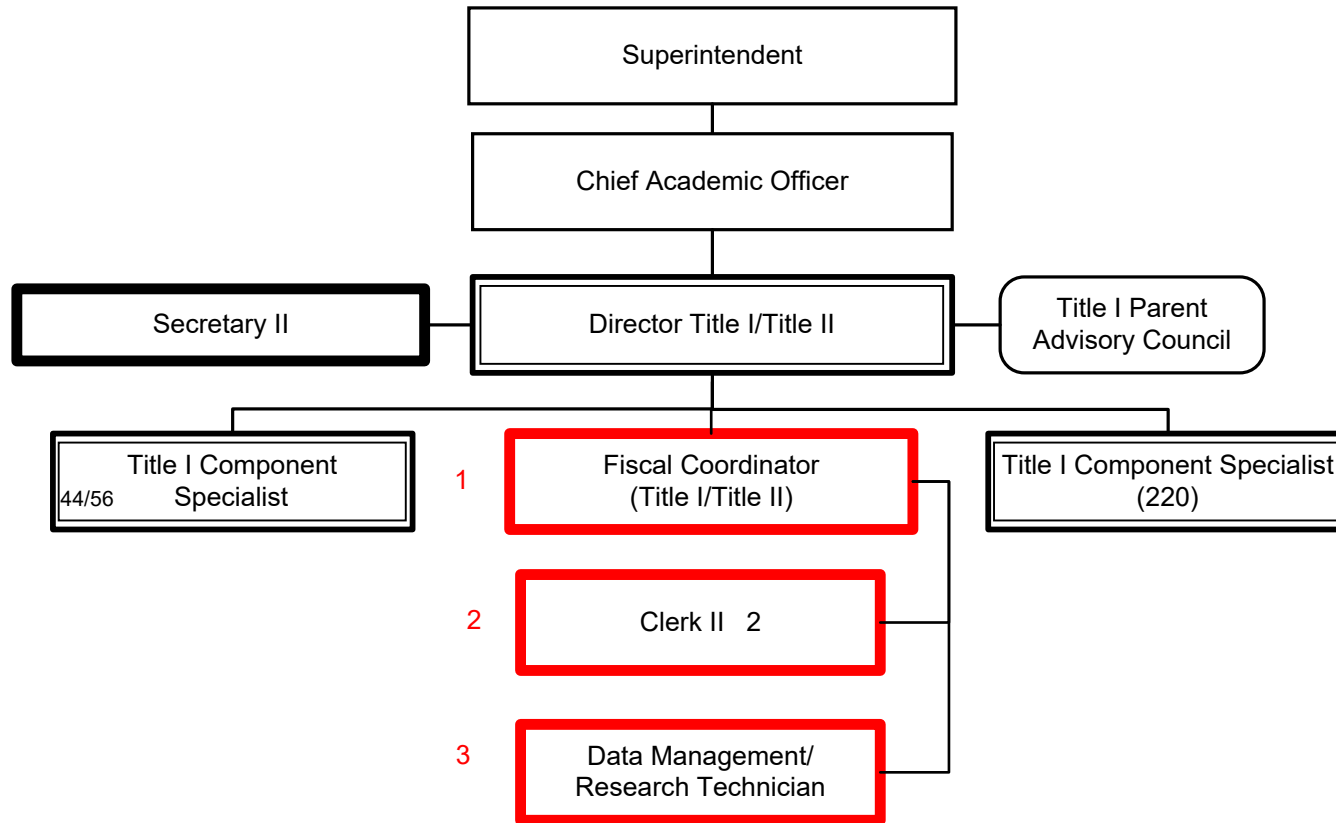 Superintendent
Chief Academic Officer
Secretary II
Director Title I/Title II
Title I Parent
Advisory Council
Title I Component
Specialist
44/56
1
Fiscal Coordinator
(Title I/Title II)
Title I Component Specialist
(220)
2
Clerk II 2
3
Data Management/
Research Technician